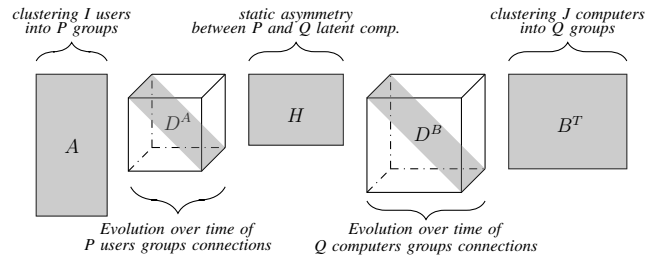 clustering I users
into P groups
static asymmetry
between P and Q latent comp.
clustering J computers
into Q groups
A
D^A
H
D^B
B^T
Evolution over time of
P users groups connections
Evolution over time of
Q computers groups connections